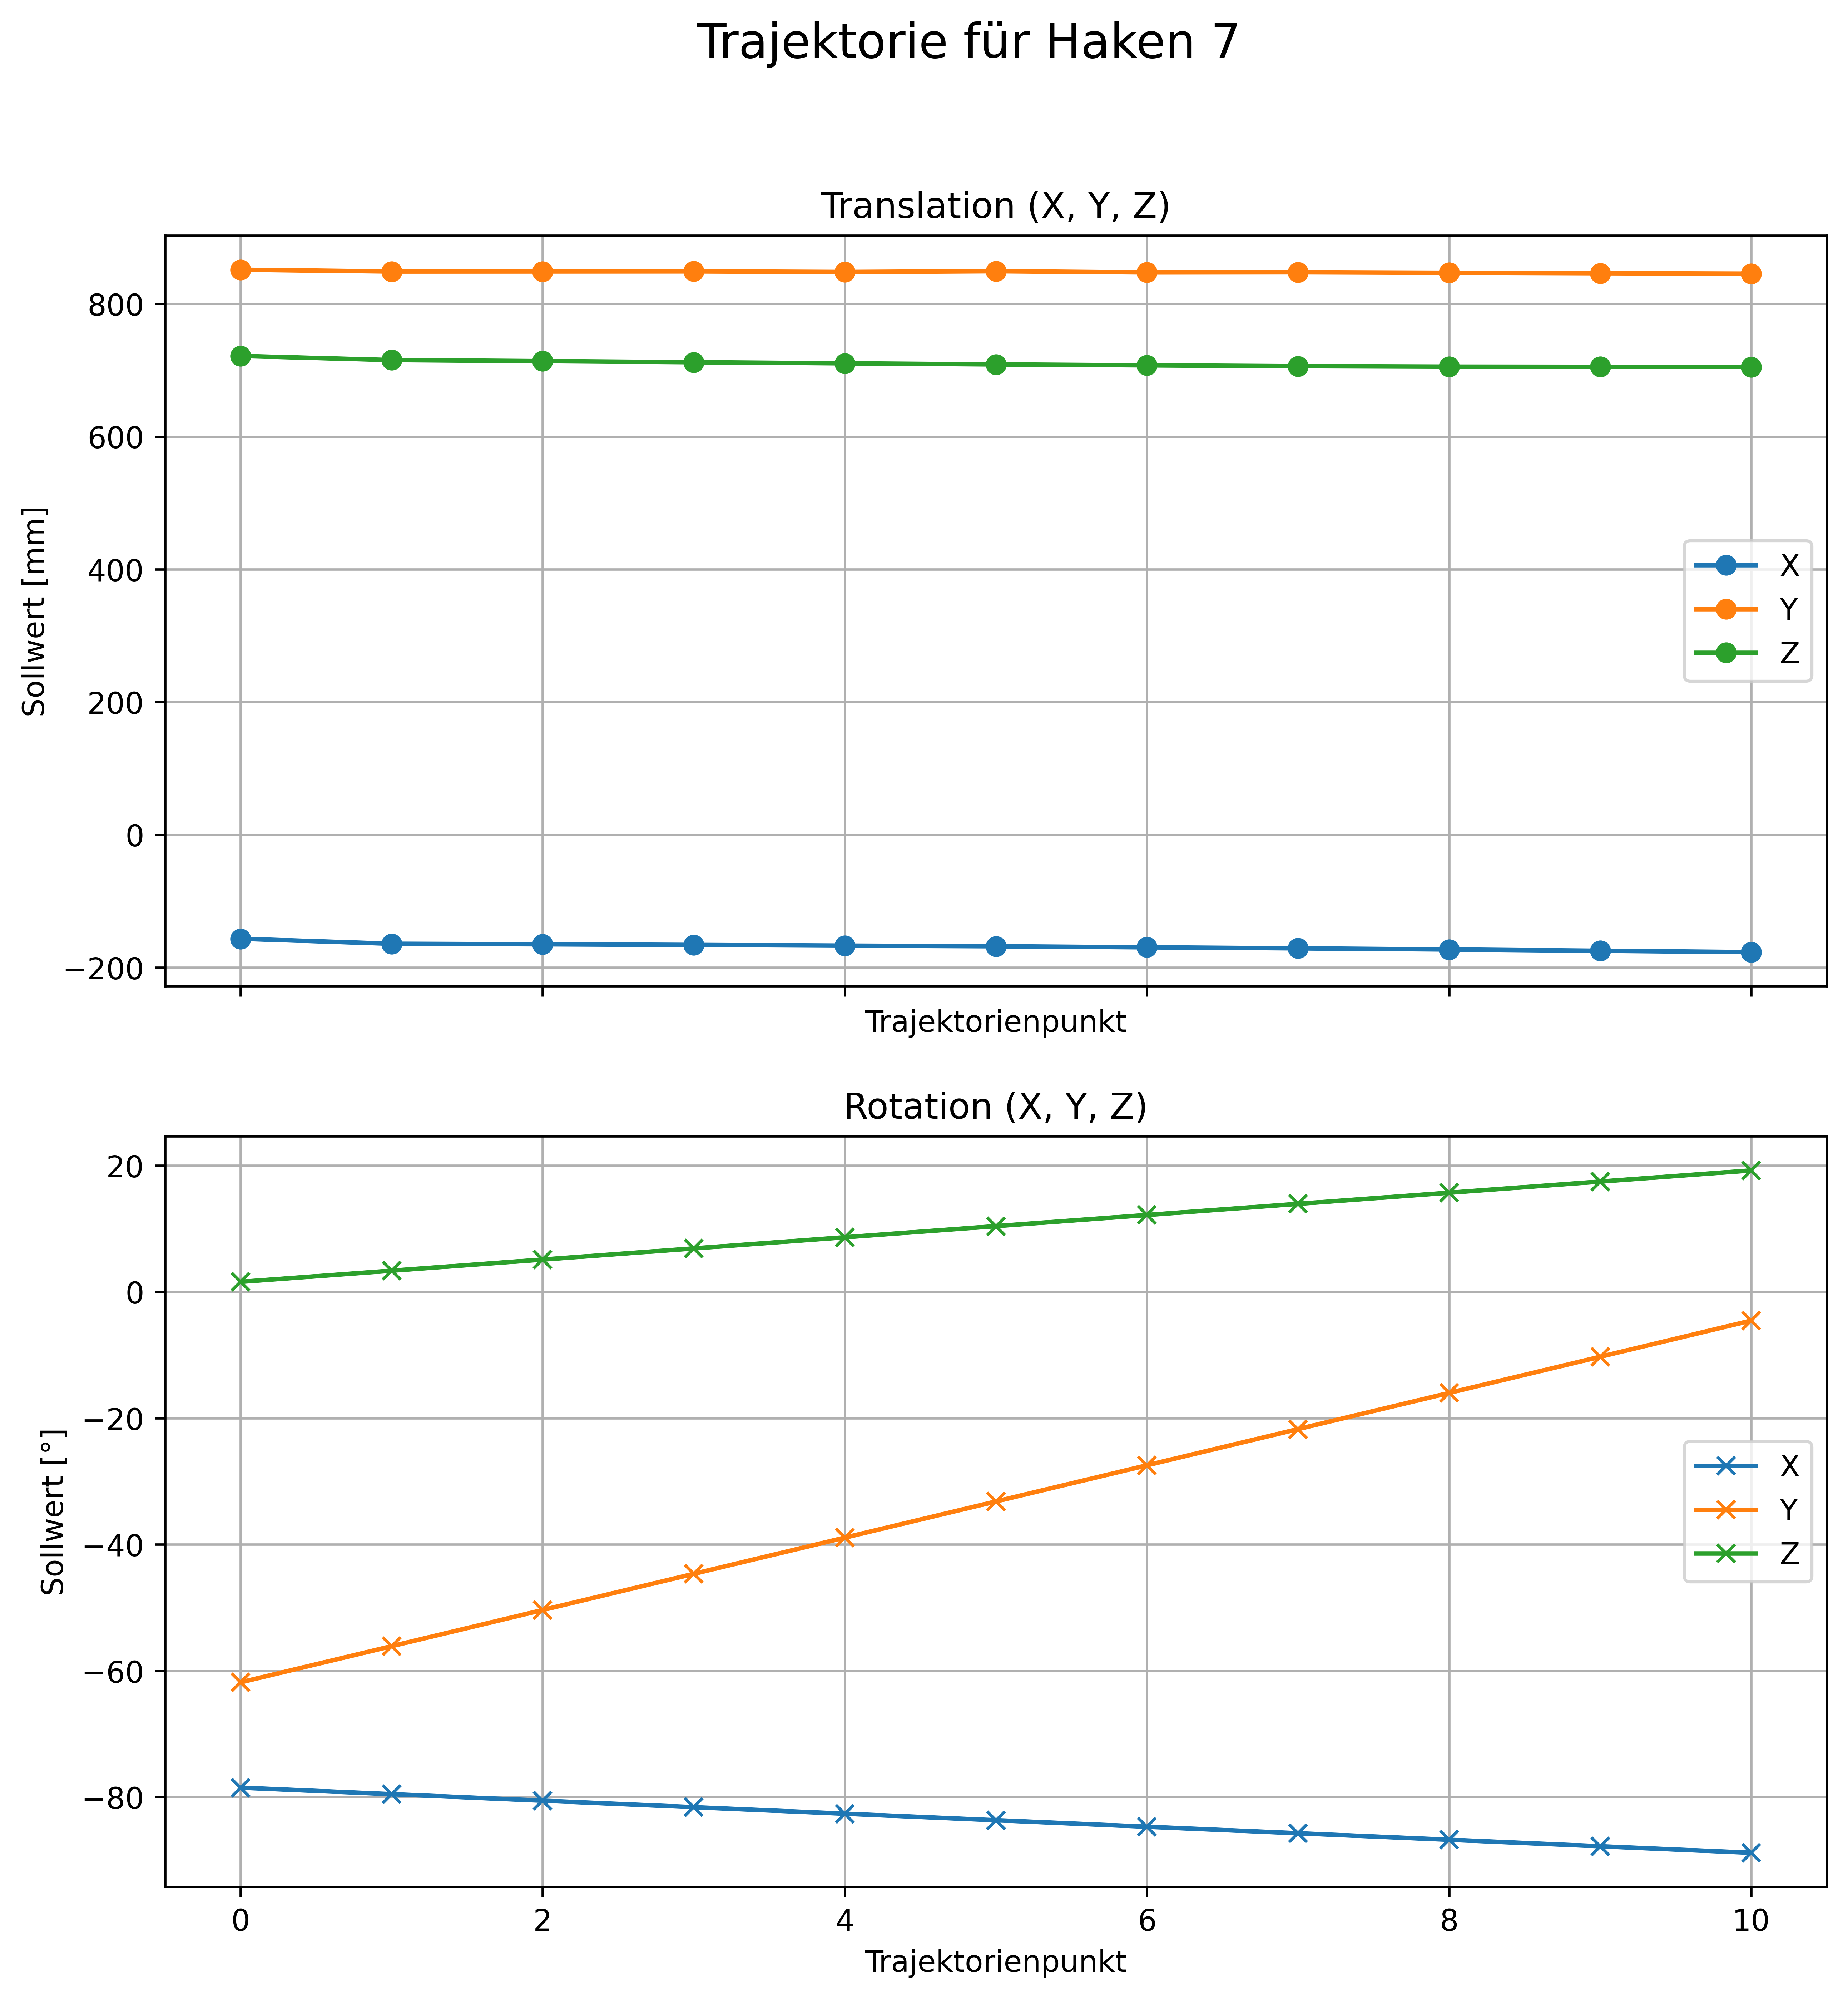 Trajektorie für Haken 7
Translation (X, Y, Z)
800
600
400
200
0
−200
Sollwert [mm]
X
Y
Z
Trajektorienpunkt
Rotation (X, Y, Z)
20
0
−20
−40
−60
−80
Sollwert [°]
X
Y
Z
0 2 4 6 8 10
Trajektorienpunkt